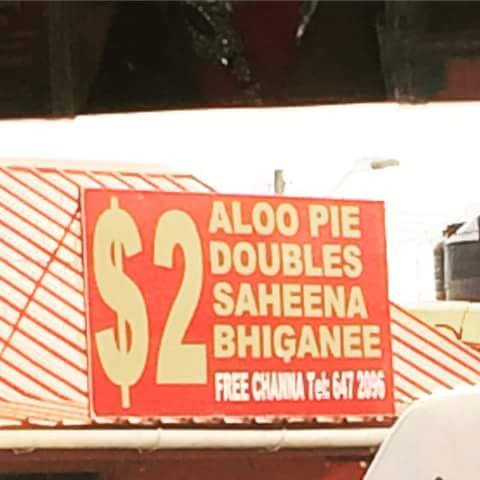 $2
ALOO PIE
DOUBLES
SAHEENA
BHIGANEE
FREE CHANNA Tel: 647 2096